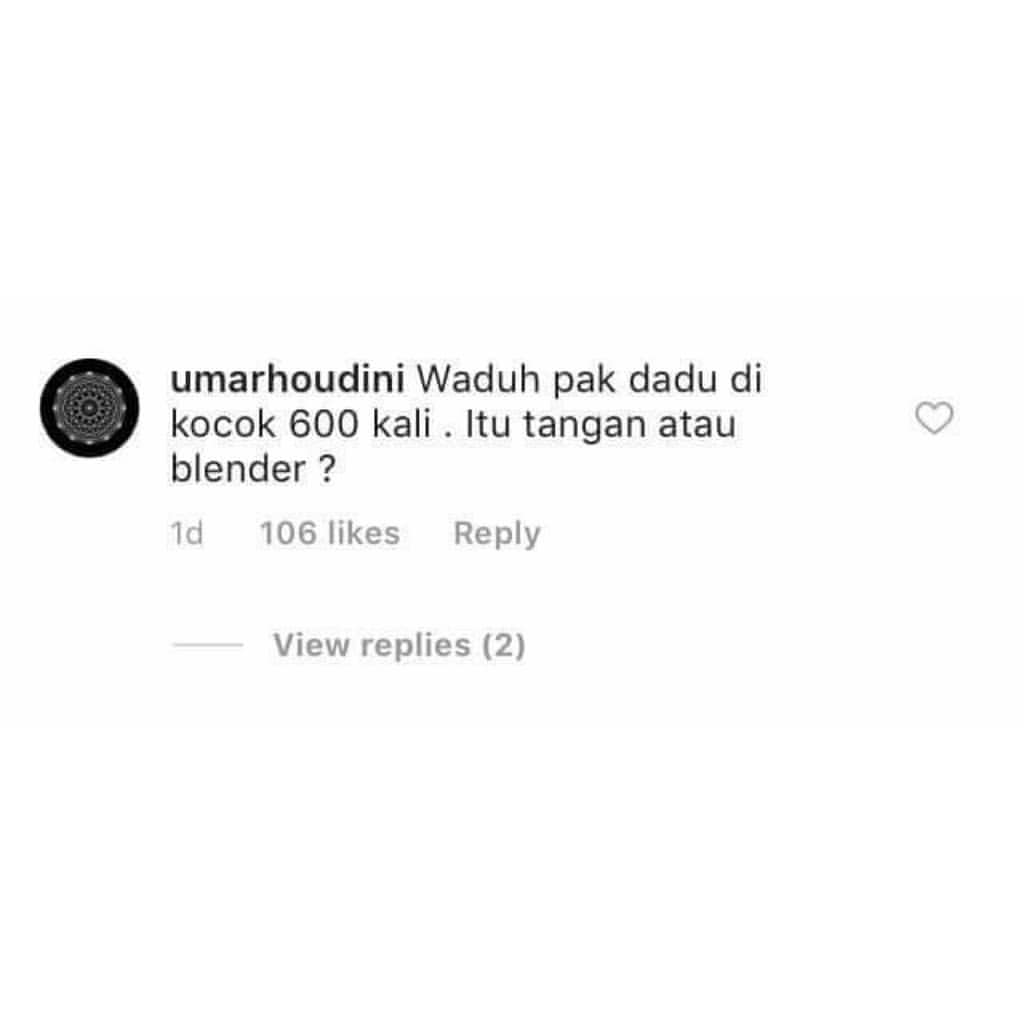 umarhoudini Waduh pak dadu di
kocok 600 kali . Itu tangan atau
blender ?
1d 106 likes Reply
View replies (2)